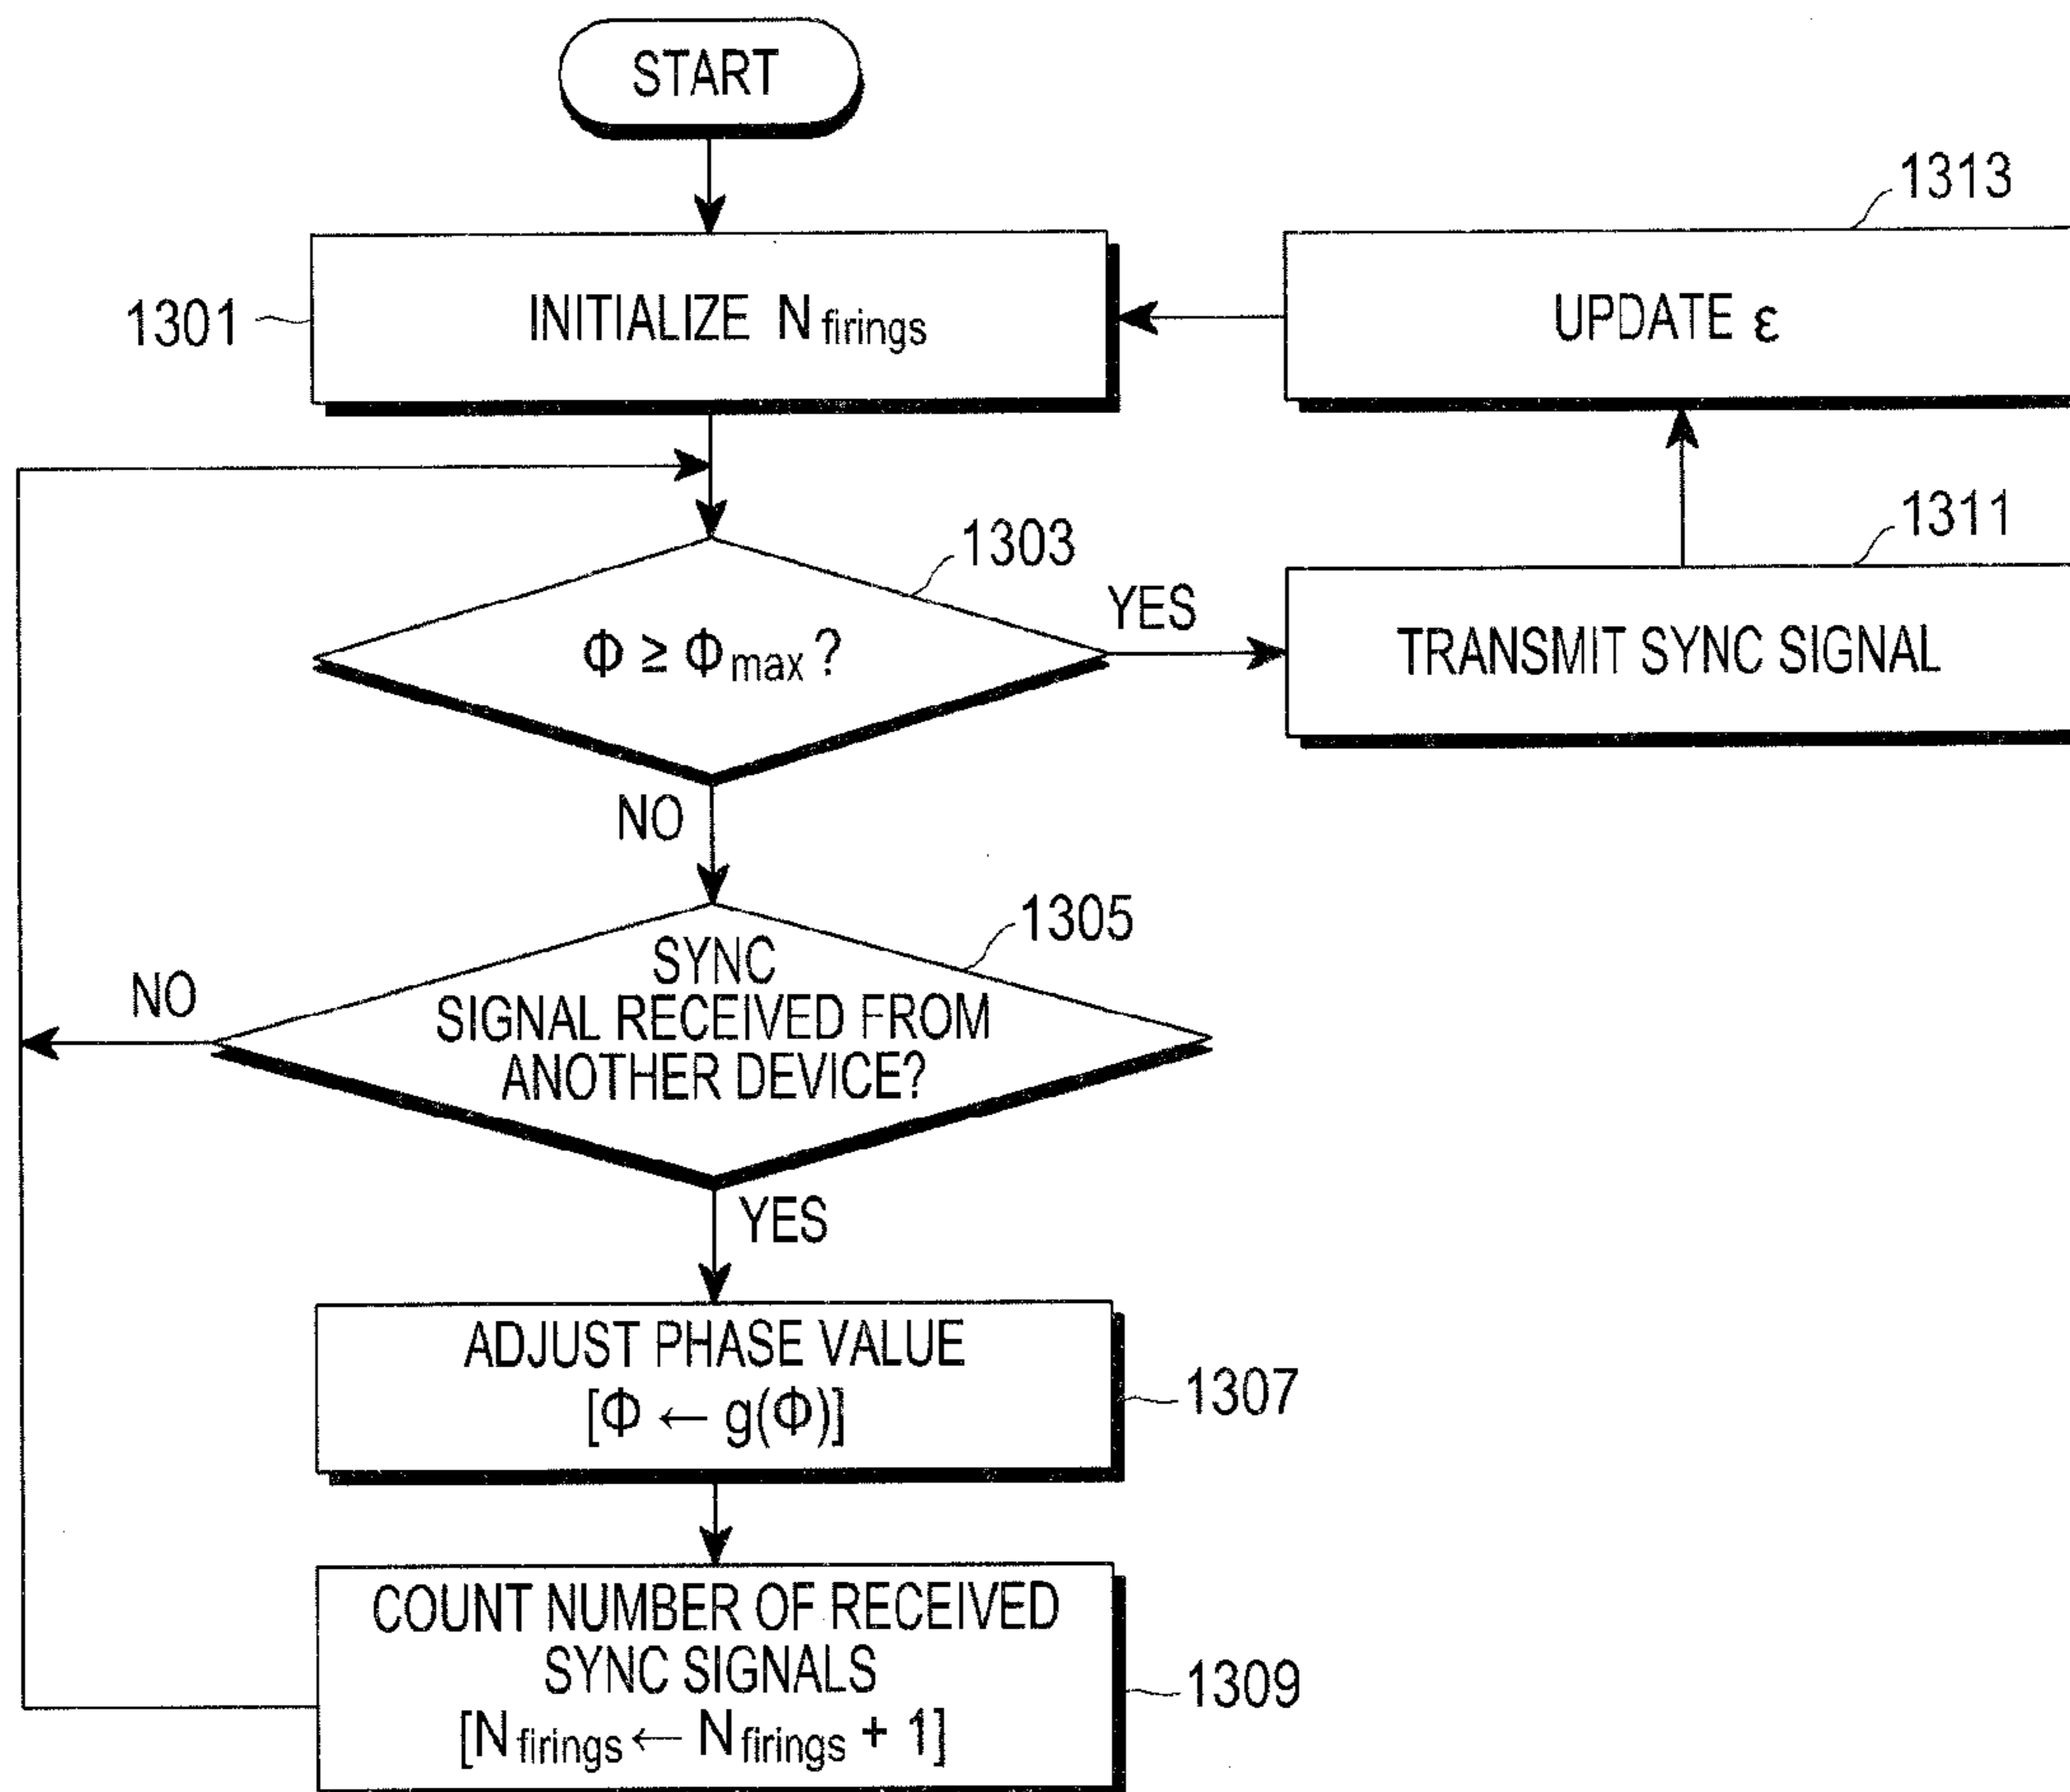 START
1313
1301
INITIALIZE N firings
UPDATE ε
1303
1311
Φ ≥ Φ max ?
YES
TRANSMIT SYNC SIGNAL
NO
1305
NO
SYNC
SIGNAL RECEIVED FROM
ANOTHER DEVICE?
YES
ADJUST PHASE VALUE
[Φ ← g(Φ)]
1307
COUNT NUMBER OF RECEIVED
SYNC SIGNALS
[N firings ← N firings + 1]
1309